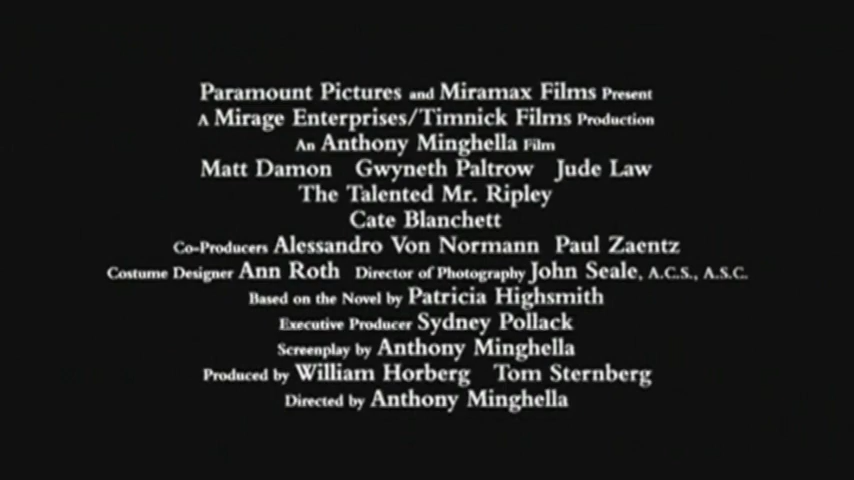 Paramount Pictures and Miramax Films Present
A Mirage Enterprises/Timnick Films Production
An Anthony Minghella Film
Matt Damon Gwyneth Paltrow Jude Law
The Talented Mr. Ripley
Cate Blanchett
Co-Producers Alessandro Von Normann Paul Zaentz
Costume Designer Ann Roth Director of Photography John Seale, A.C.S., A.S.C.
Based on the Novel by Patricia Highsmith
Executive Producer Sydney Pollack
Screenplay by Anthony Minghella
Produced by William Horberg Tom Sternberg
Directed by Anthony Minghella